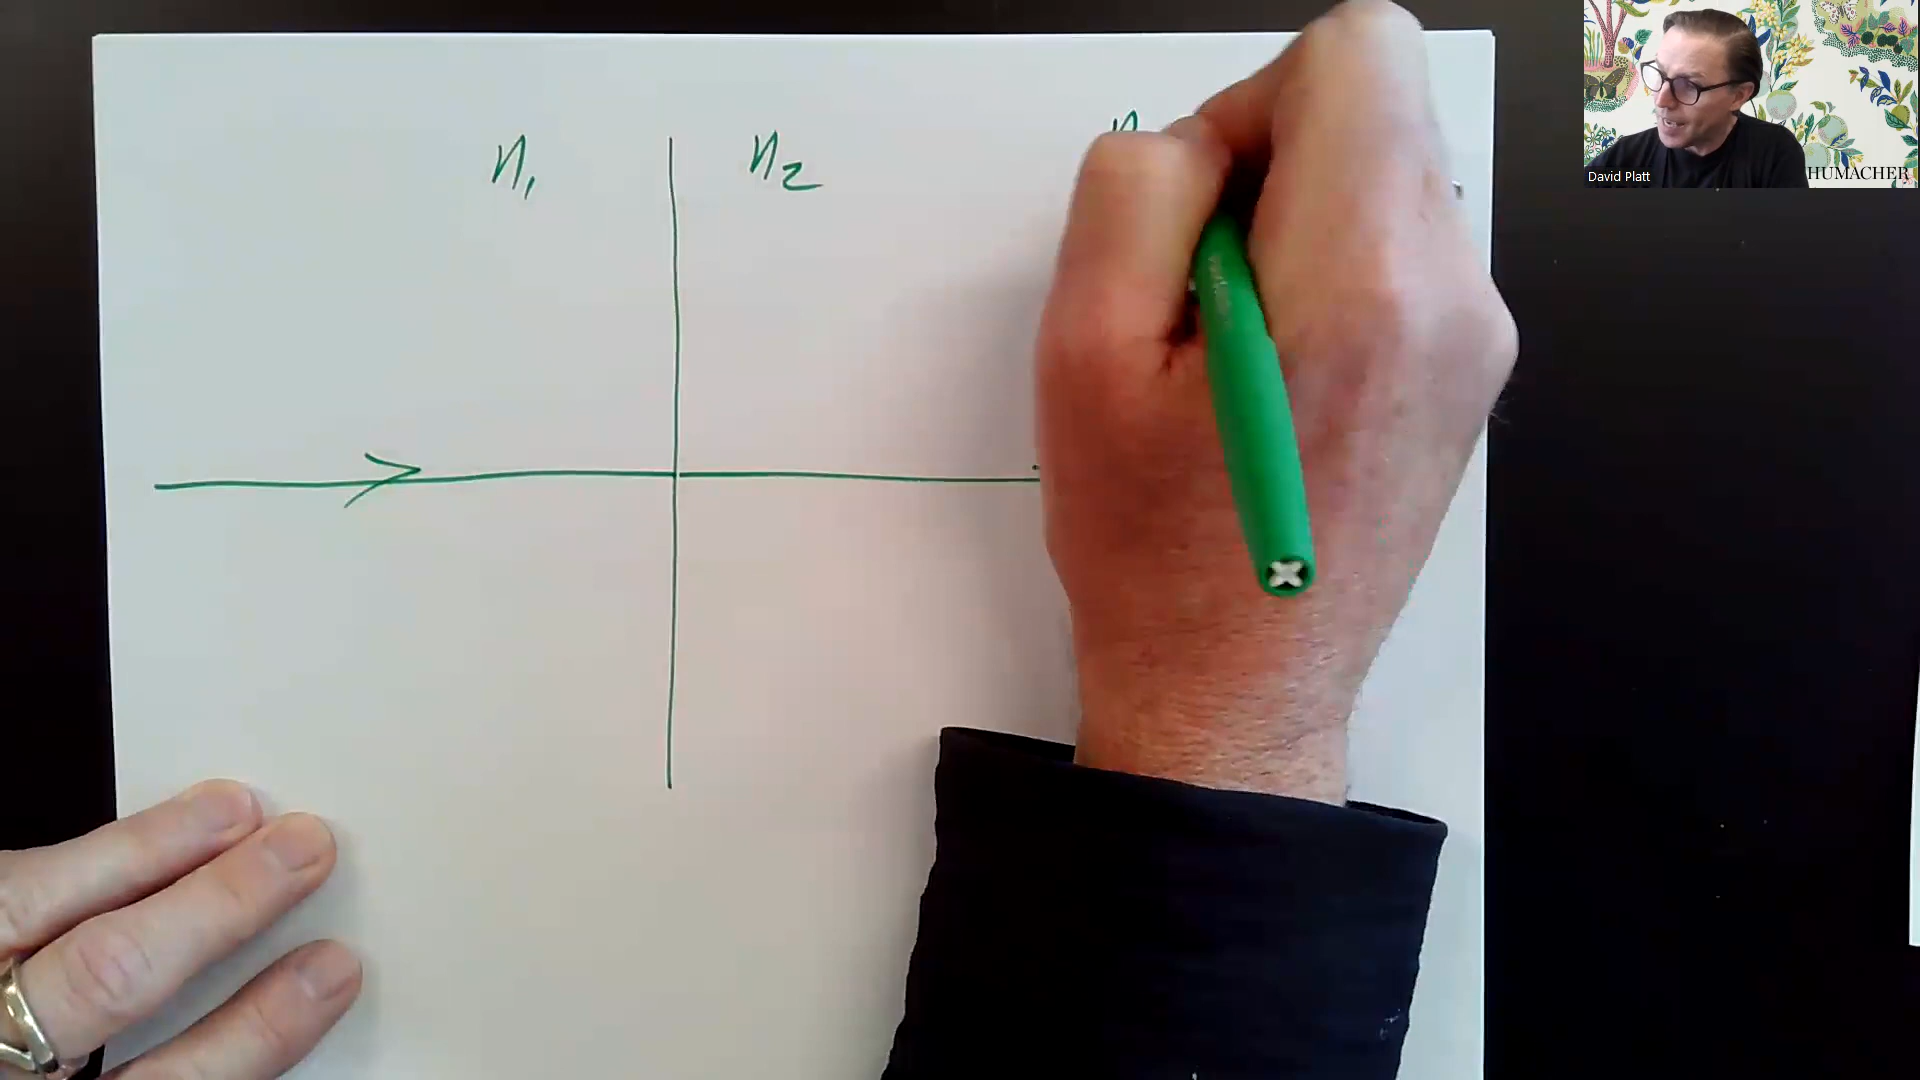 n₁ n₂ n
David Platt
HUMACHER